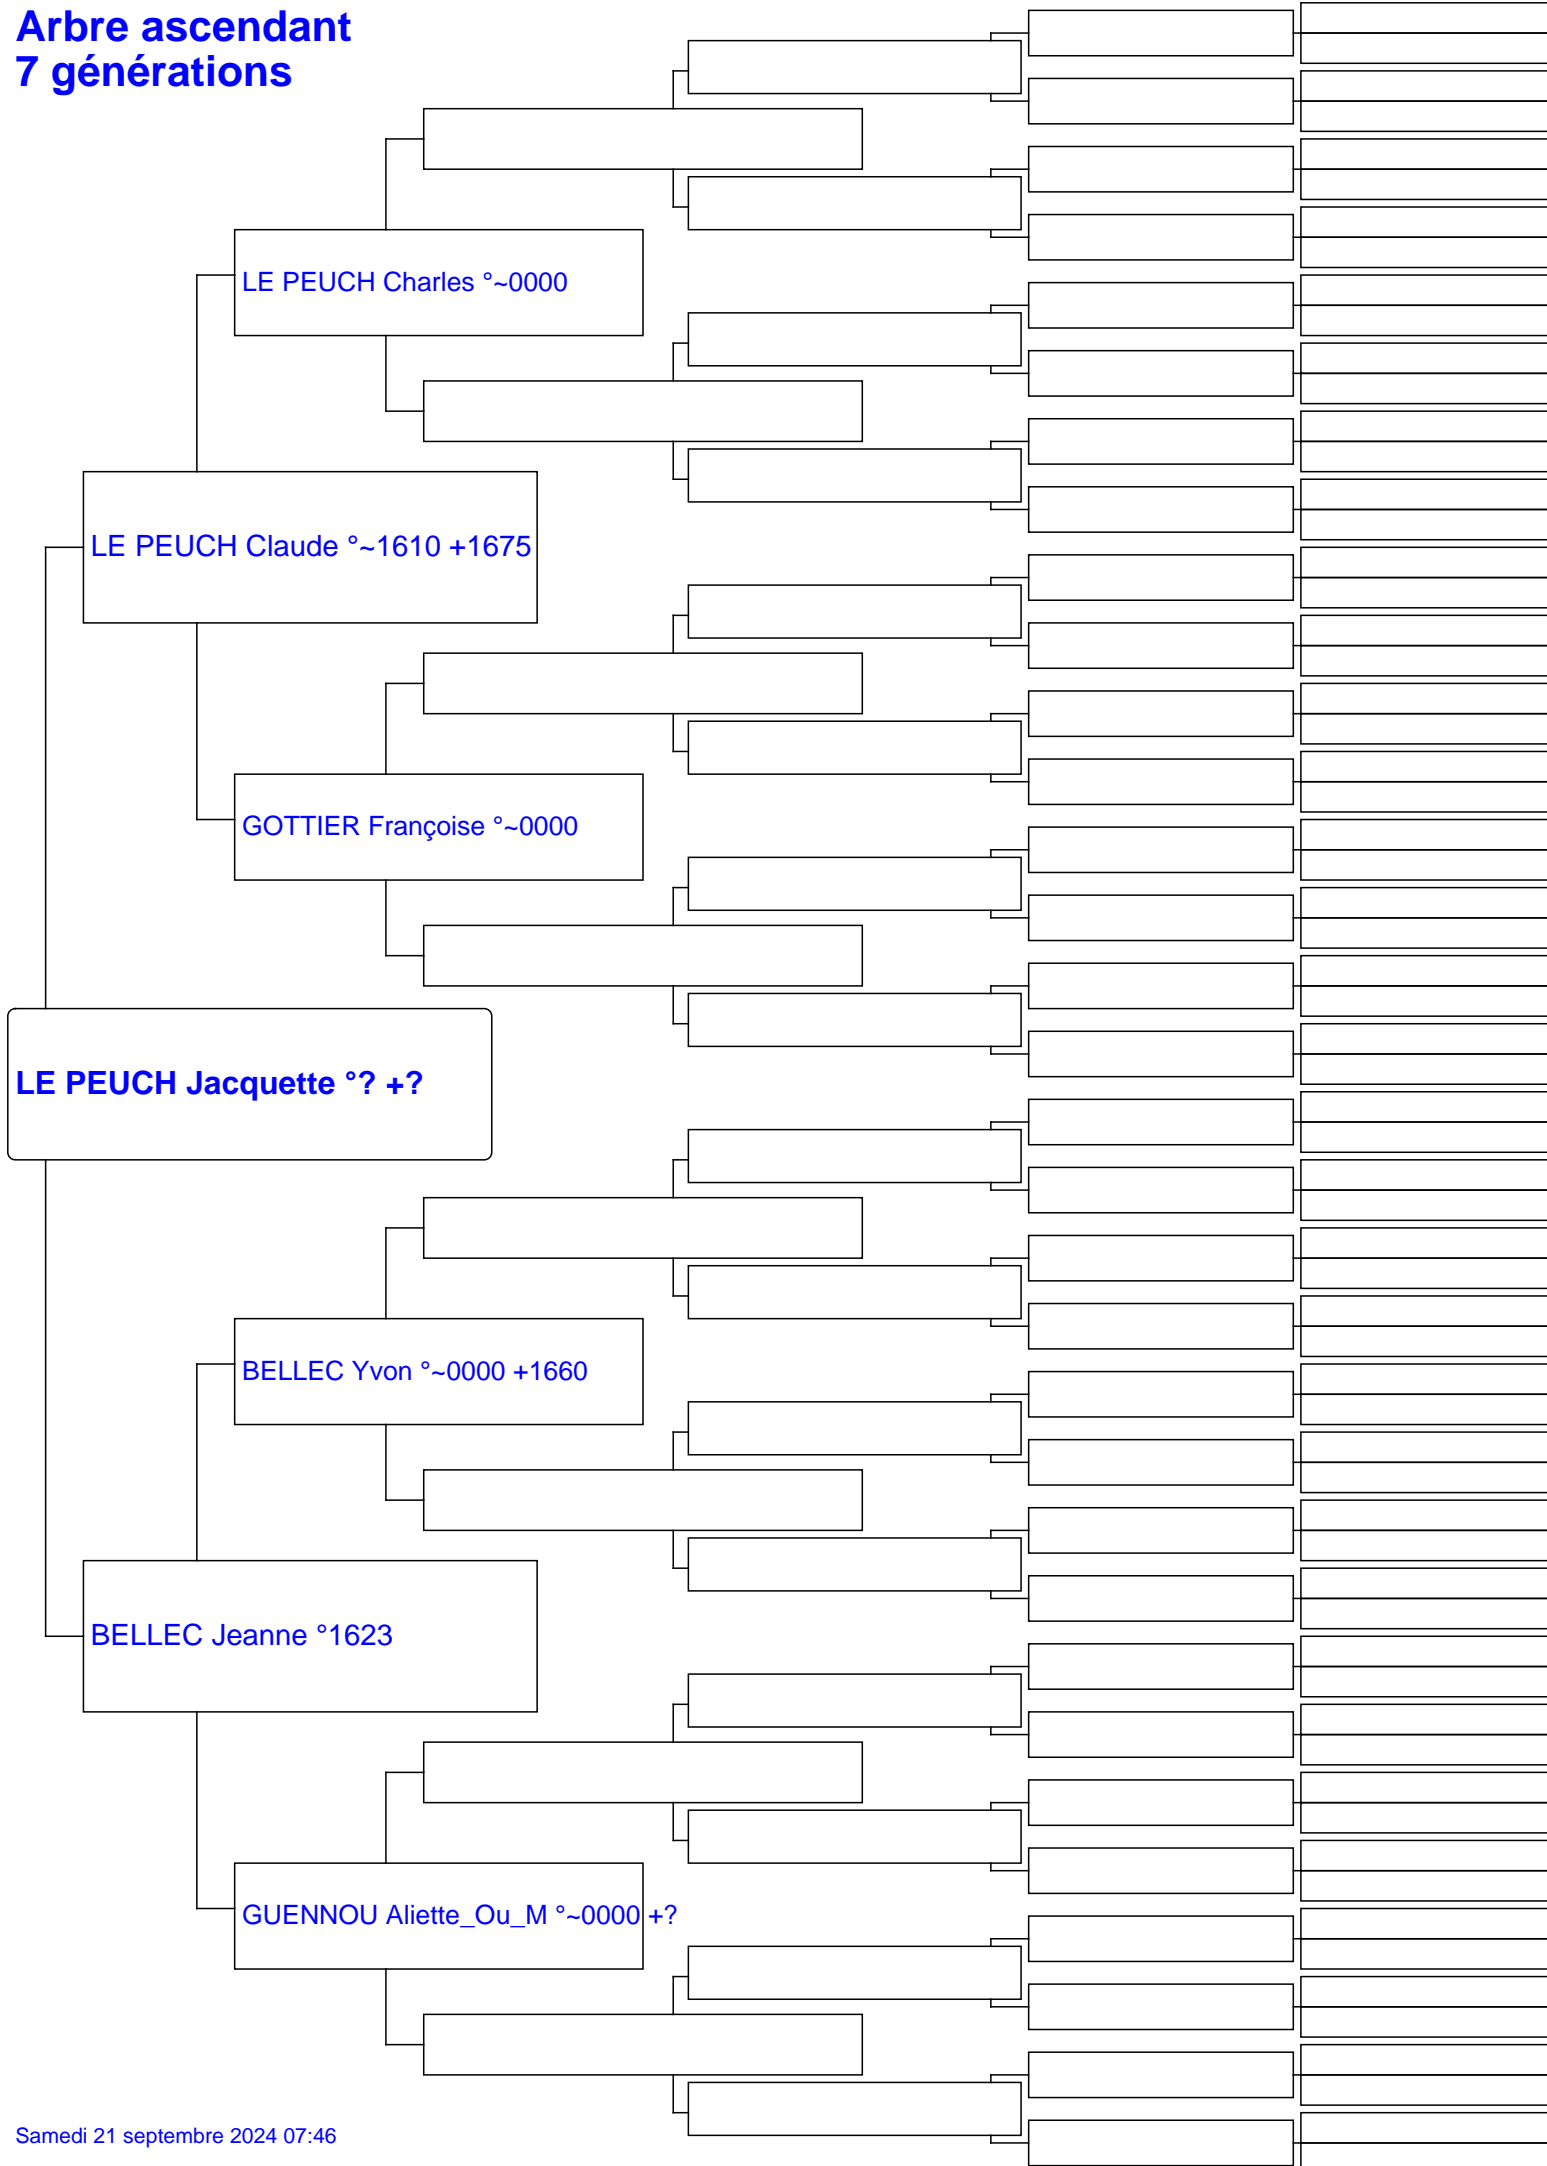 Arbre ascendant
7 générations
LE PEUCH Charles °~0000
LE PEUCH Claude °~1610 +1675
GOTTIER Françoise °~0000
LE PEUCH Jacquette °? +?
BELLEC Yvon °~0000 +1660
BELLEC Jeanne °1623
GUENNOU Aliette_Ou_M °~0000 +?
Samedi 21 septembre 2024 07:46